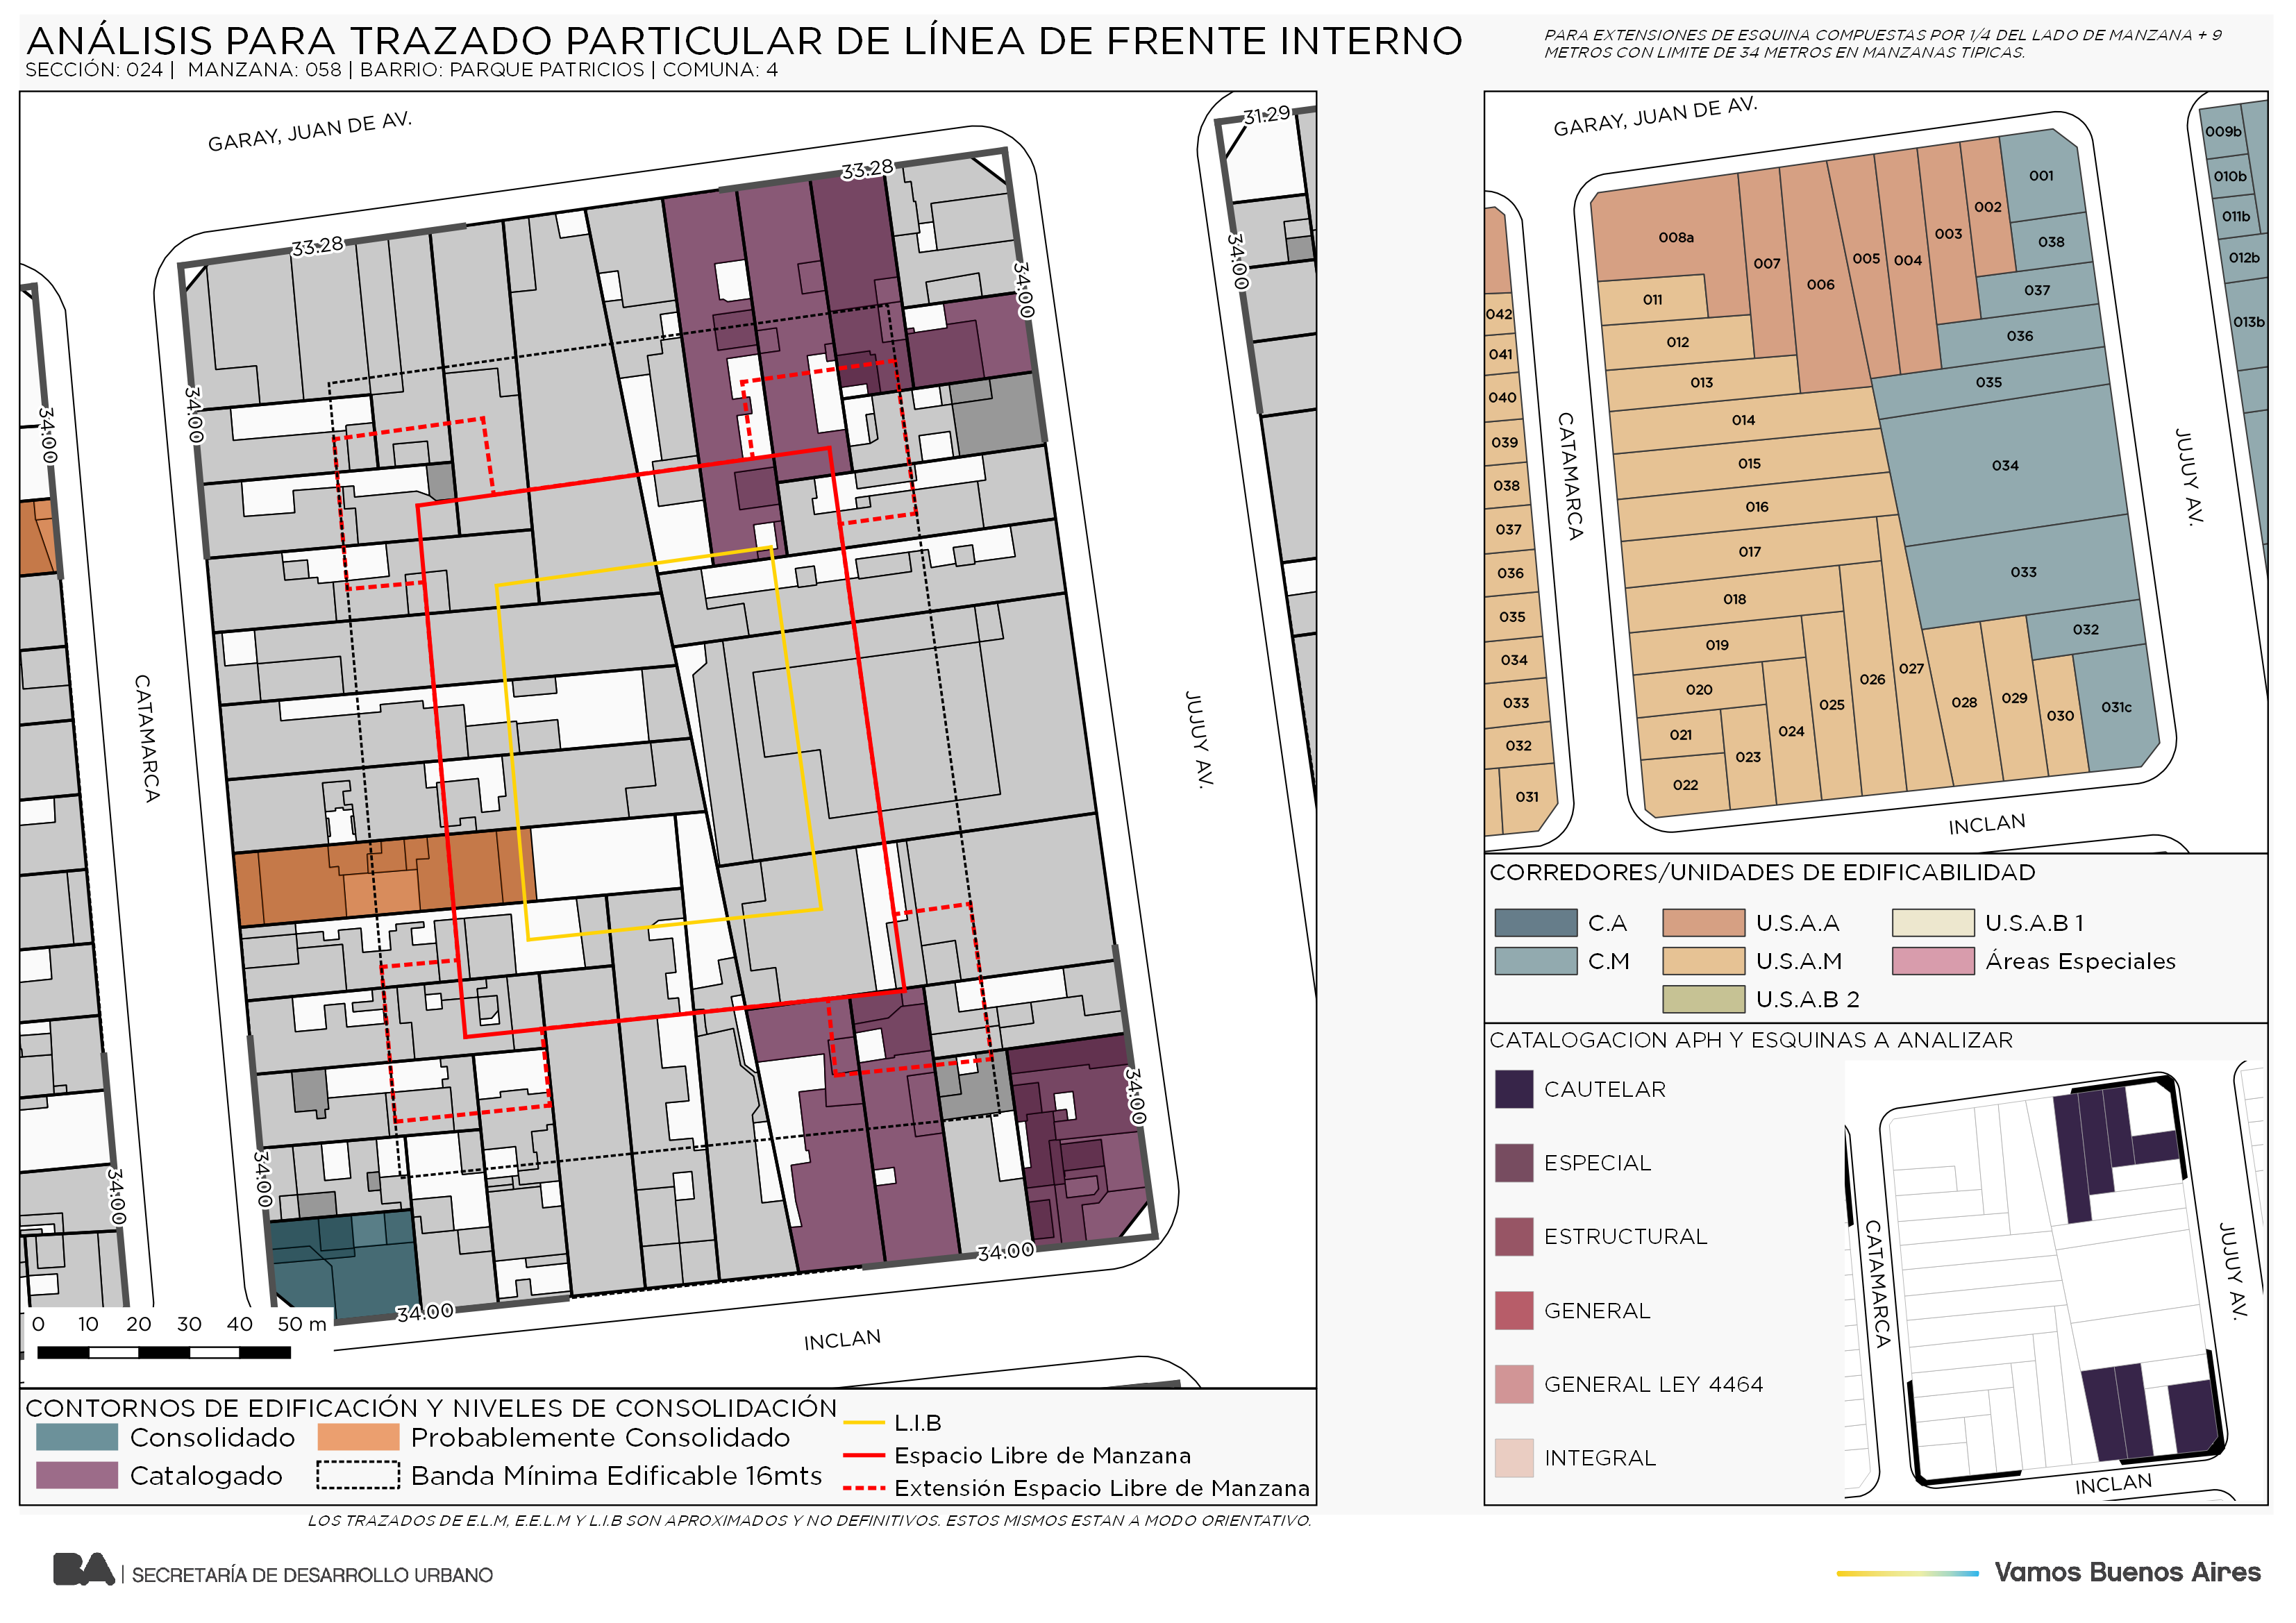 ANÁLISIS PARA TRAZADO PARTICULAR DE LÍNEA DE FRENTE INTERNO
SECCIÓN: 024 | MANZANA: 058 | BARRIO: PARQUE PATRICIOS | COMUNA: 4
PARA EXTENSIONES DE ESQUINA COMPUESTAS POR 1/4 DEL LADO DE MANZANA + 9
METROS CON LIMITE DE 34 METROS EN MANZANAS TIPICAS.
GARAY, JUAN DE AV.
31.29
33.28
33.28
34.00
34.00
34.00
34.00
CATAMARCA
JUJUY AV.
34.00
34.00
34.00
34.00
34.00
INCLAN
0 10 20 30 40 50 m
CONTORNOS DE EDIFICACIÓN Y NIVELES DE CONSOLIDACIÓN
Consolidado
Probablemente Consolidado
Catalogado
Banda Mínima Edificable 16mts
L.I.B
Espacio Libre de Manzana
Extensión Espacio Libre de Manzana
LOS TRAZADOS DE E.L.M, E.E.L.M Y L.I.B SON APROXIMADOS Y NO DEFINITIVOS. ESTOS MISMOS ESTAN A MODO ORIENTATIVO.
GARAY, JUAN DE AV.
009b
010b
011b
012b
013b
001
002
003
004
005
006
007
008a
011
012
013
014
015
016
017
018
019
020
021
022
023
024
025
026
027
028
029
030
031c
032
033
034
035
036
037
038
042
041
040
039
038
037
036
035
034
033
032
031
CATAMARCA
JUJUY AV.
INCLAN
CORREDORES/UNIDADES DE EDIFICABILIDAD
C.A
U.S.A.A
U.S.A.B 1
C.M
U.S.A.M
Áreas Especiales
U.S.A.B 2
CATALOGACION APH Y ESQUINAS A ANALIZAR
CAUTELAR
ESPECIAL
ESTRUCTURAL
GENERAL
GENERAL LEY 4464
INTEGRAL
CATAMARCA
JUJUY AV.
INCLAN
BA | SECRETARÍA DE DESARROLLO URBANO
Vamos Buenos Aires